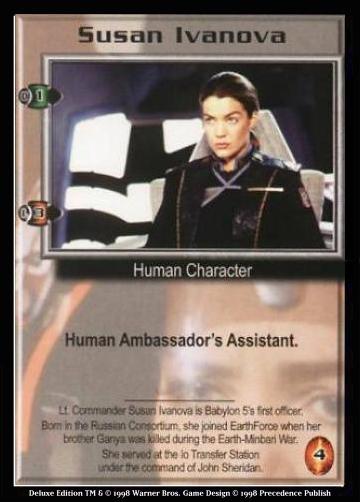 Susan Ivanova
1
3
Human Character
Human Ambassador's Assistant.
Lt. Commander Susan Ivanova is Babylon 5's first officer.
Born in the Russian Consortium, she joined EarthForce when her
brother Ganya was killed during the Earth-Minbari War.
She served at the Io Transfer Station
under the command of John Sheridan.
4
Deluxe Edition TM & © 1998 Warner Bros. Game Design © 1998 Precedence Publish